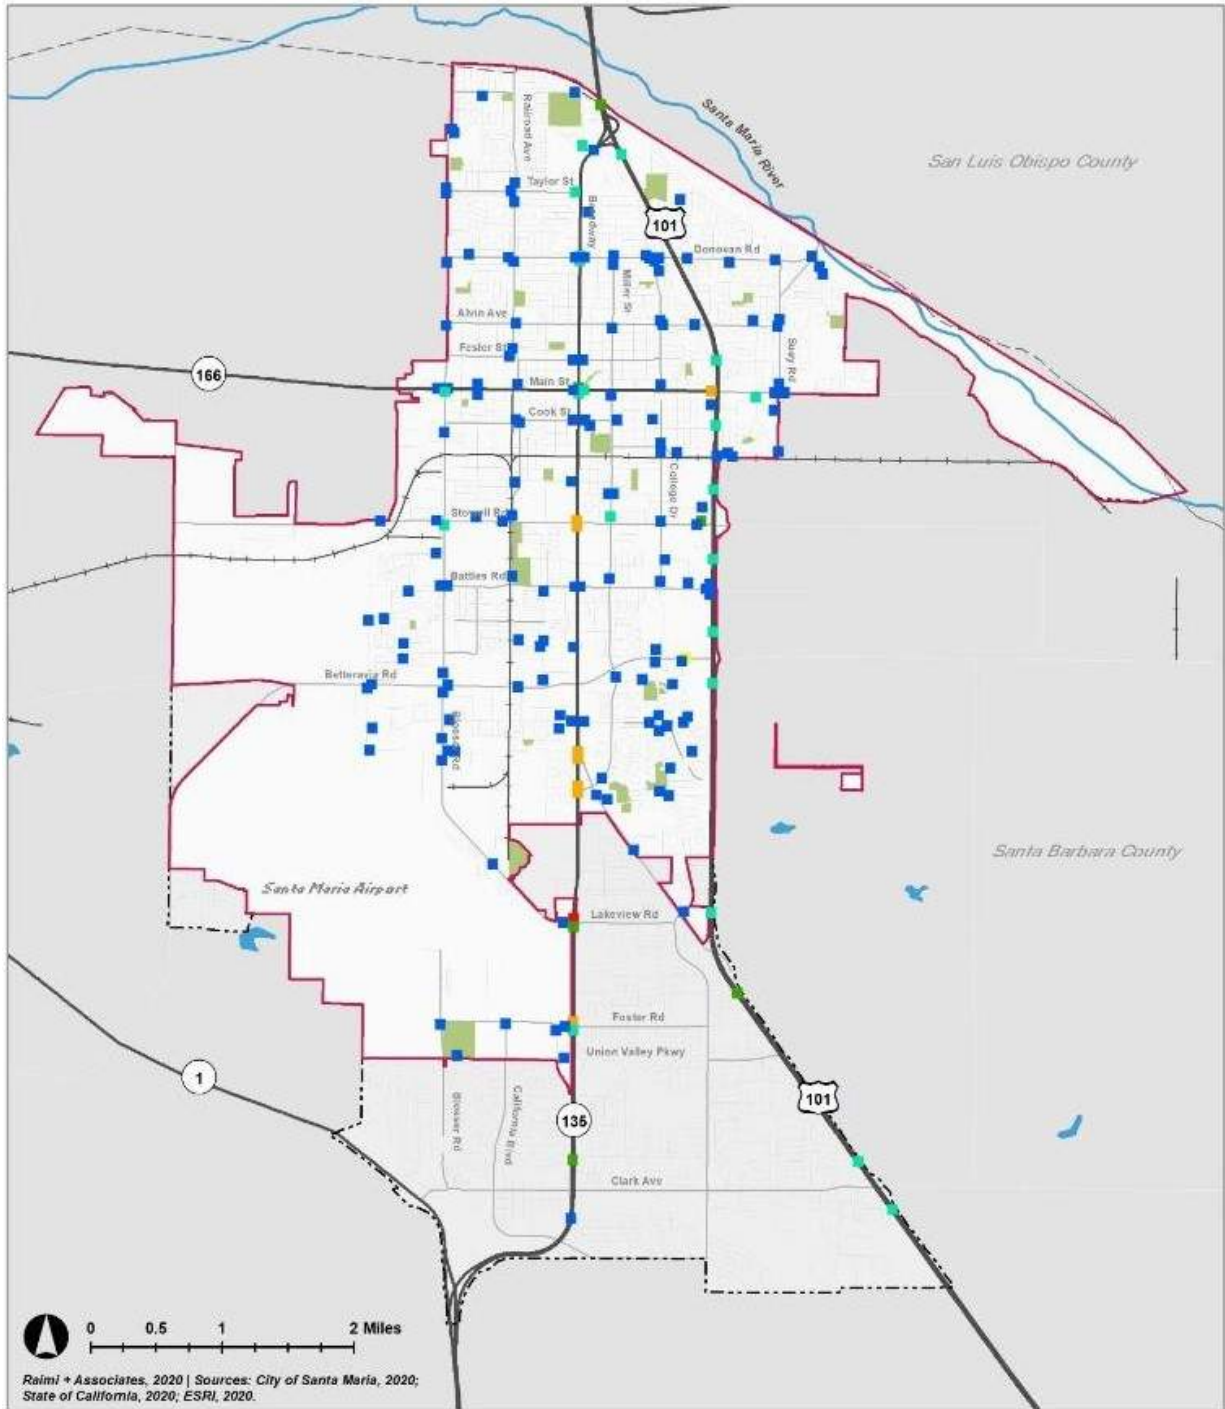 Santa Maria River
San Luis Obispo County
Railroad Ave
Taylor St
Broadway
101
Donovan Rd
Miller St
Alvin Ave
Fesler St
Suey Rd
166
Main St
Cook St
College Dr
Stowell Rd
Battles Rd
Betteravia Rd
Blosser Rd
Santa Barbara County
Santa Maria Airport
Lakeview Rd
Foster Rd
Union Valley Pkwy
1
101
Blosser Rd
California Blvd
135
Clark Ave
0 0.5 1 2 Miles
Raimi + Associates, 2020 | Sources: City of Santa Maria, 2020;
State of California, 2020; ESRI, 2020.